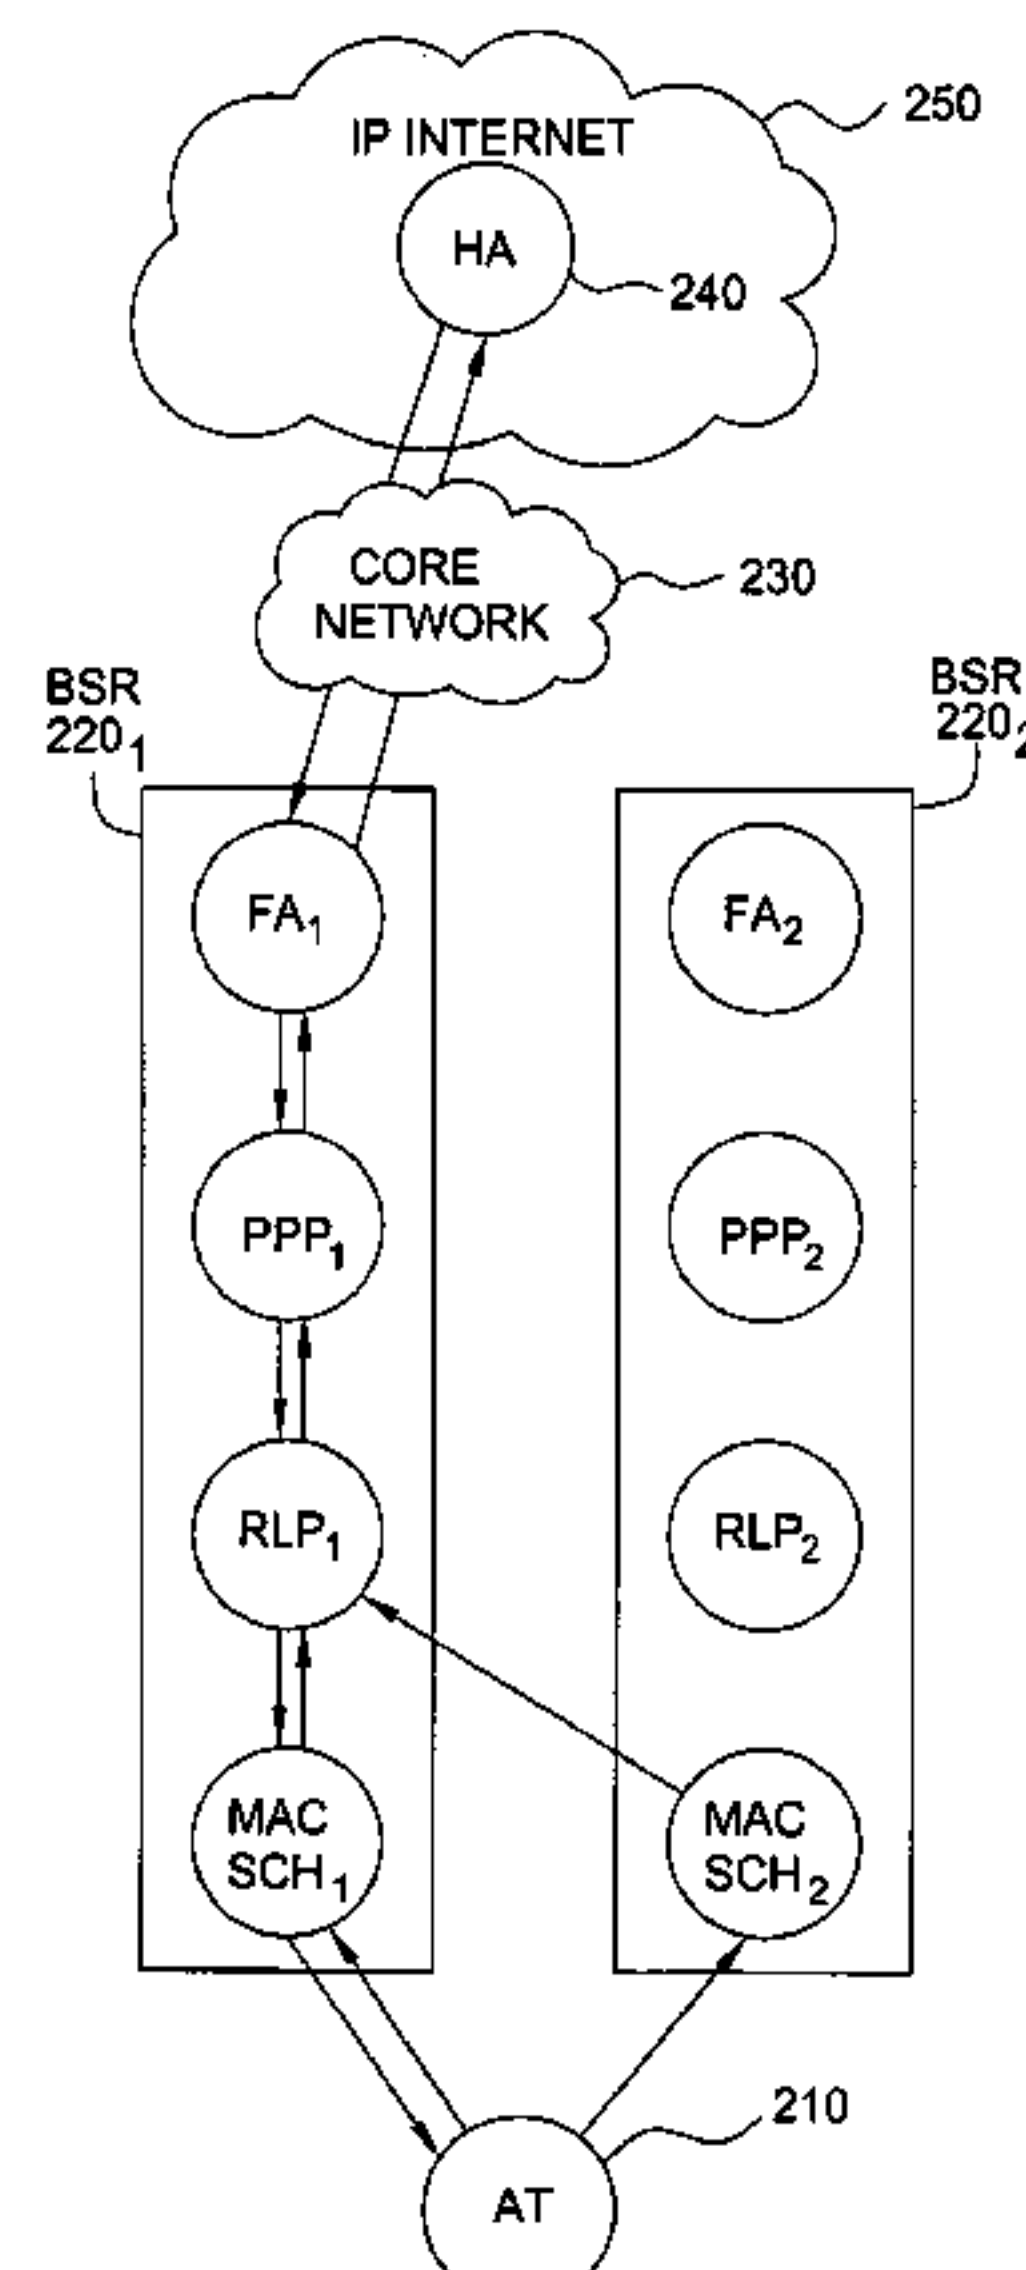 250
IP INTERNET
HA
240
CORE
NETWORK
230
BSR
220₁
BSR
220₂
FA₁
FA₂
PPP₁
PPP₂
RLP₁
RLP₂
MAC
SCH₁
MAC
SCH₂
210
AT